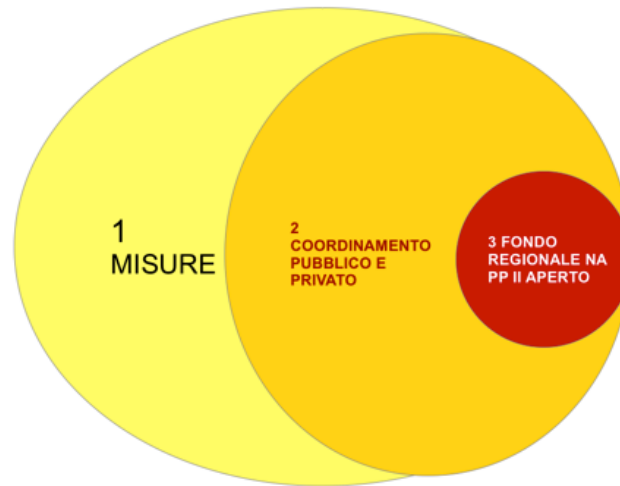 1
MISURE
2
COORDINAMENTO
PUBBLICO E
PRIVATO
3 FONDO
REGIONALE NA
PP II APERTO